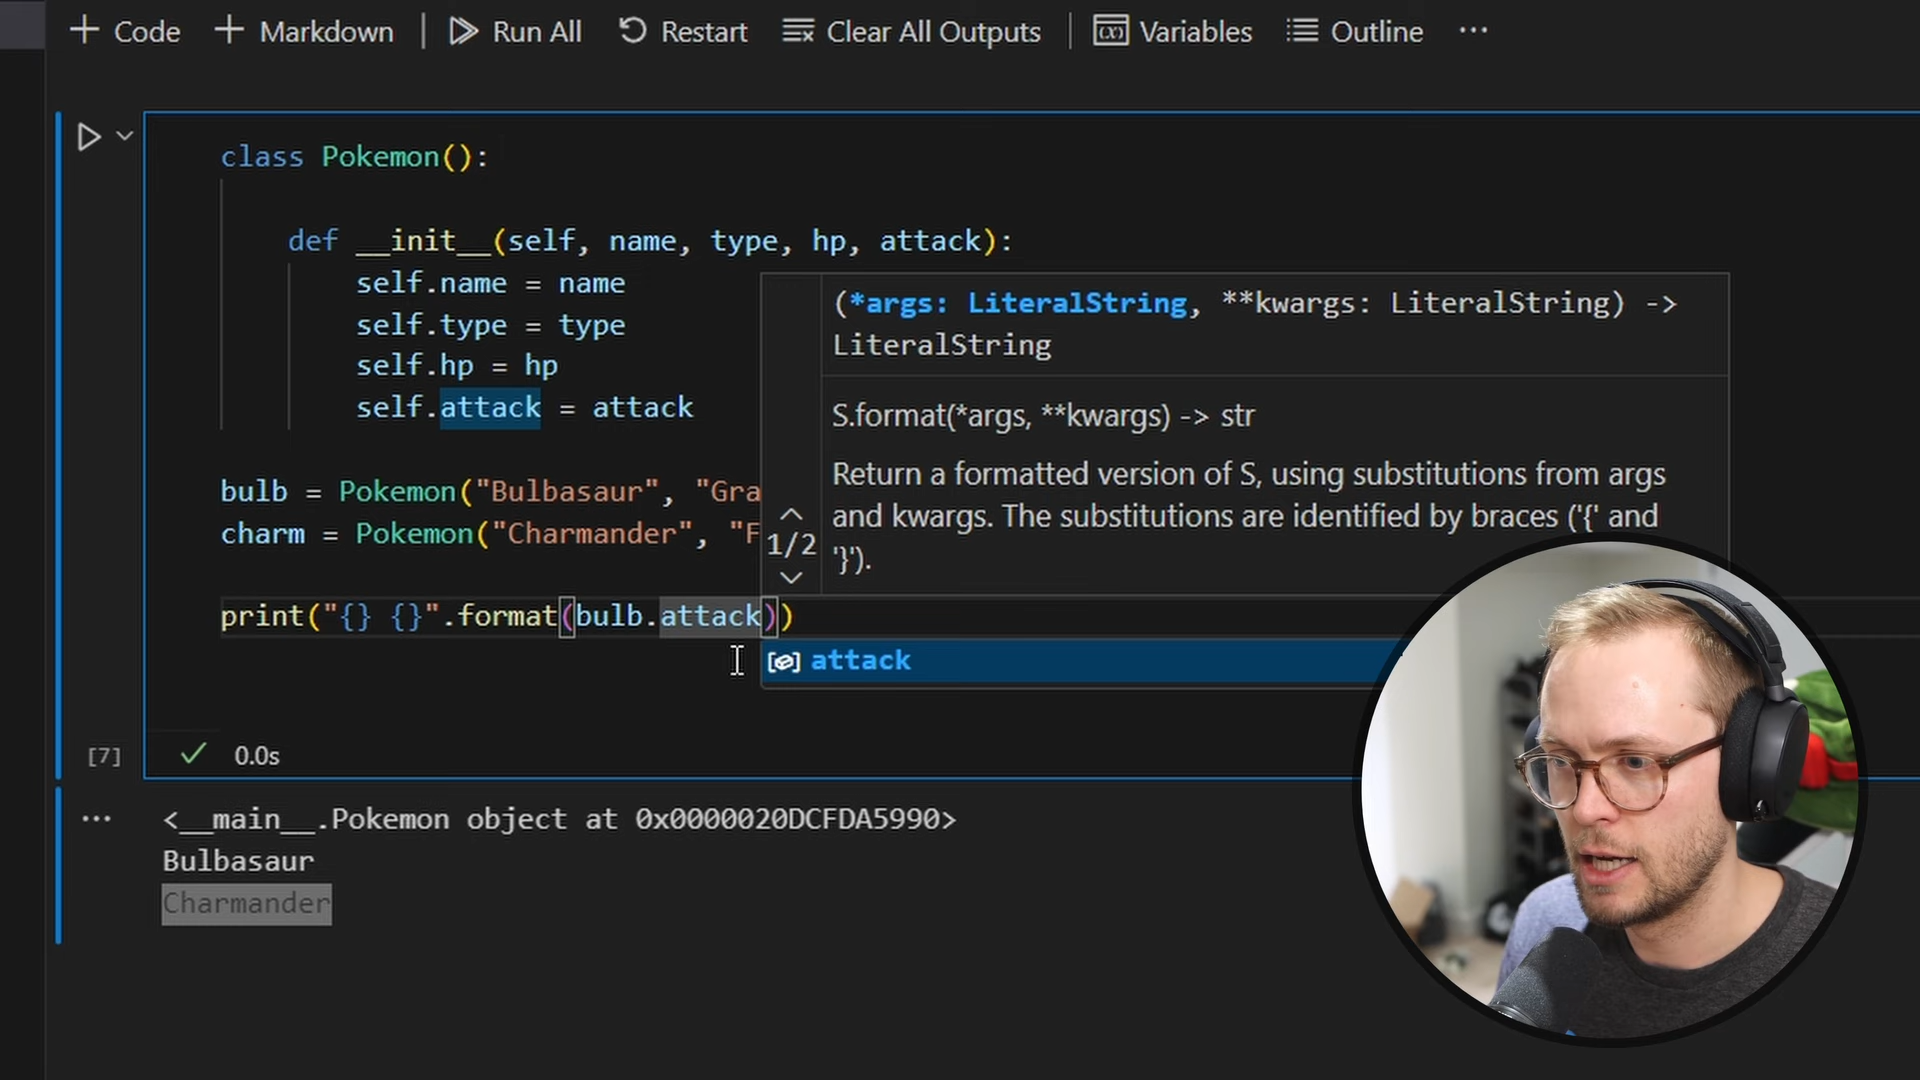 Code Markdown Run All Restart Clear All Outputs Variables Outline ...
class Pokemon():
def __init__(self, name, type, hp, attack):
self.name = name
self.type = type
self.hp = hp
self.attack = attack
(*args: LiteralString, **kwargs: LiteralString) ->
LiteralString
S.format(*args, **kwargs) -> str
Return a formatted version of S, using substitutions from args
and kwargs. The substitutions are identified by braces ('{' and
'}').
1/2
bulb = Pokemon("Bulbasaur", "Gra
charm = Pokemon("Charmander", "F
print("{} {}".format(bulb.attack))
attack
[7] 0.0s
<__main__.Pokemon object at 0x0000020DCFDA5990>
Bulbasaur
Charmander